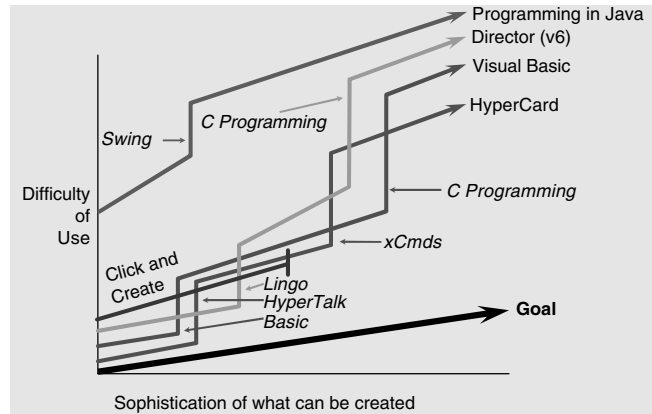 Programming in Java
Director (v6)
Visual Basic
HyperCard
C Programming
Swing
C Programming
Difficulty
of
Use
xCmds
Click and
Create
Lingo
HyperTalk
Basic
Goal
Sophistication of what can be created